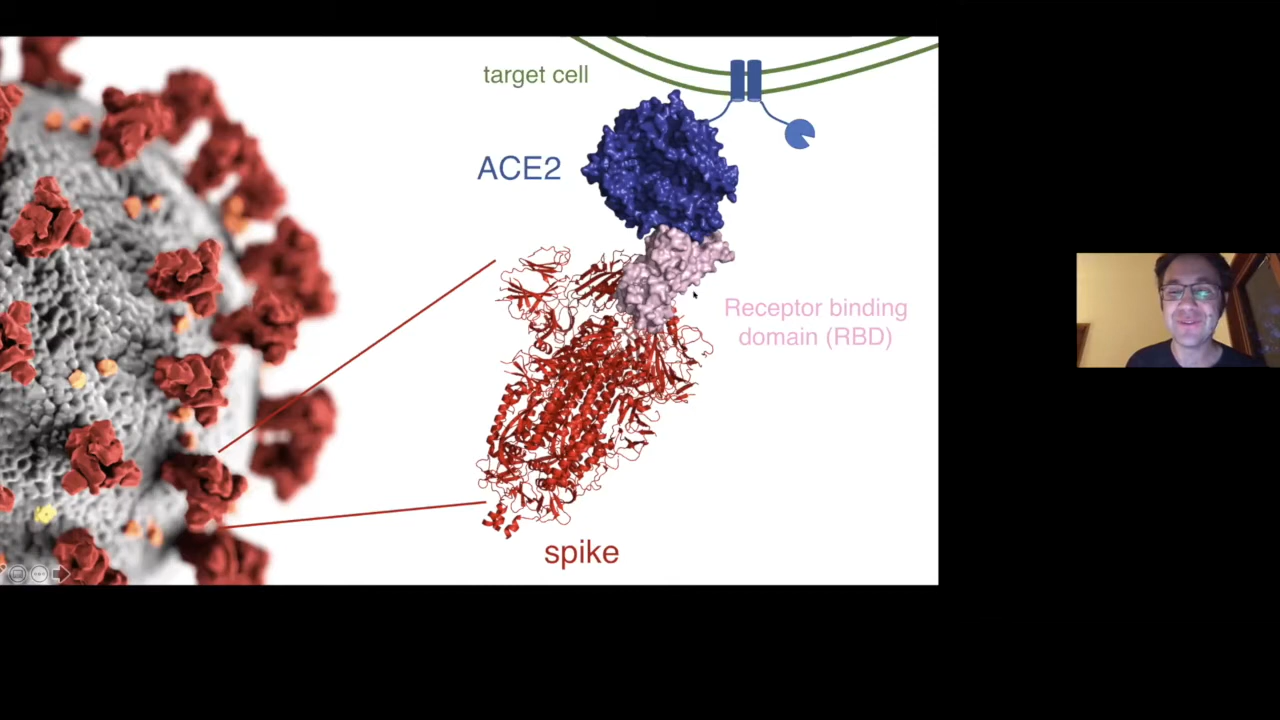 target cell
ACE2
Receptor binding
domain (RBD)
spike